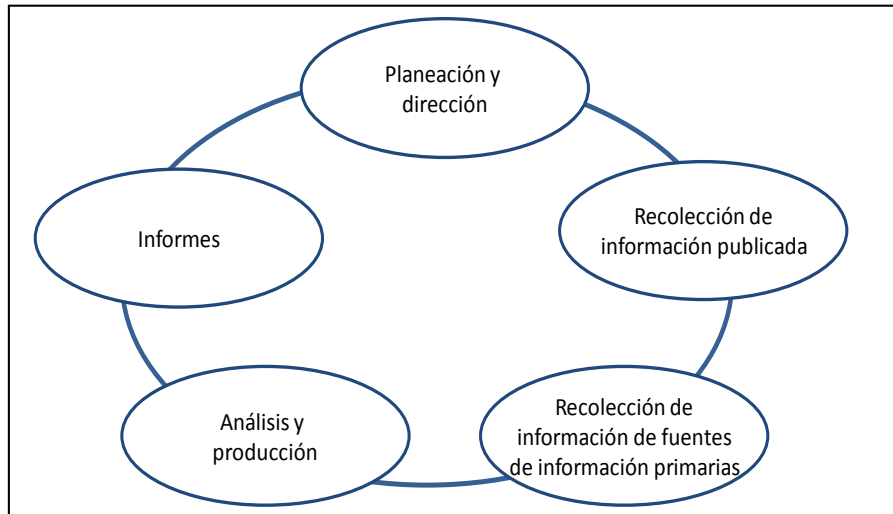 Planeación y
dirección
Recolección de
información publicada
Recolección de
información de fuentes
de información primarias
Análisis y
producción
Informes